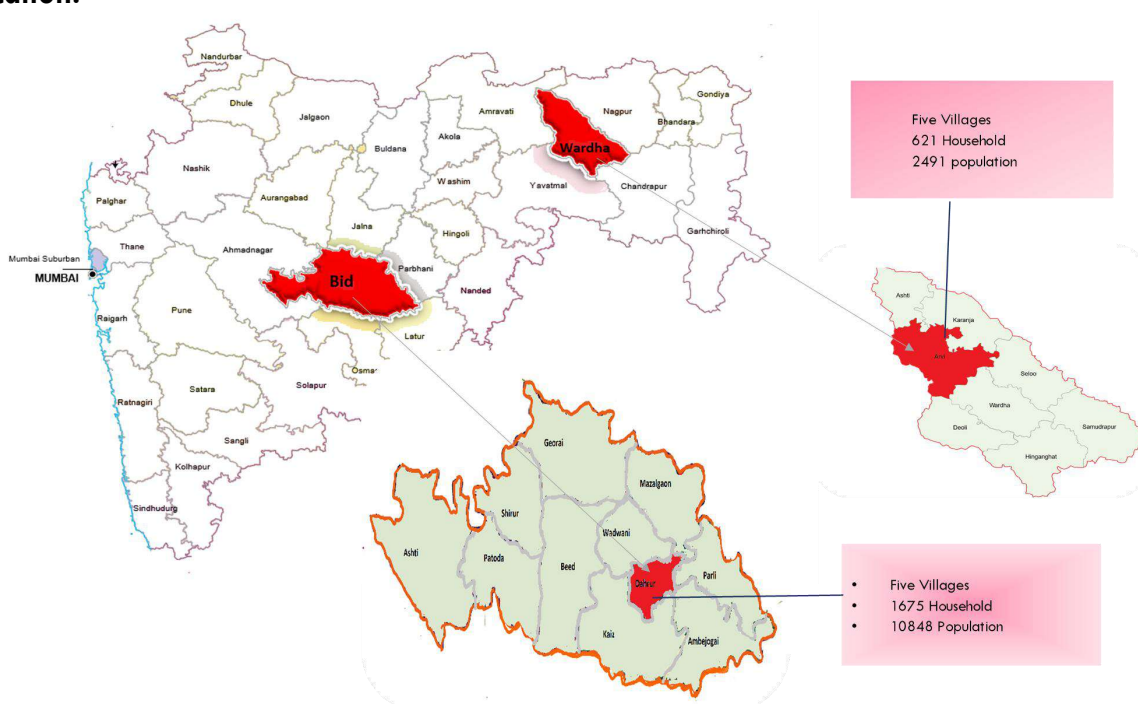 Nandurbar
Dhule
Jalgaon
Amravati
Nagpur
Gondiya
Bhandara
Akola
Buldana
Nashik
Wardha
Washim
Yavatmal
Chandrapur
Palghar
Aurangabad
Jalna
Hingoli
Garhchiroli
Thane
Ahmadnagar
Parbhani
Mumbai Suburban
MUMBAI
Bid
Nanded
Raigarh
Pune
Latur
Osmar
Satara
Solapur
Ratnagiri
Sangli
Kolhapur
Sindhudurg
Five Villages
621 Household
2491 population
Ashti
Karanja
Arvi
Seloo
Wardha
Deoli
Samudrapur
Hinganghat
Georai
Mazalgaon
Shirur
Wadwani
Ashti
Patoda
Beed
Parli
Ambejogai
• Five Villages
• 1675 Household
• 10848 Population